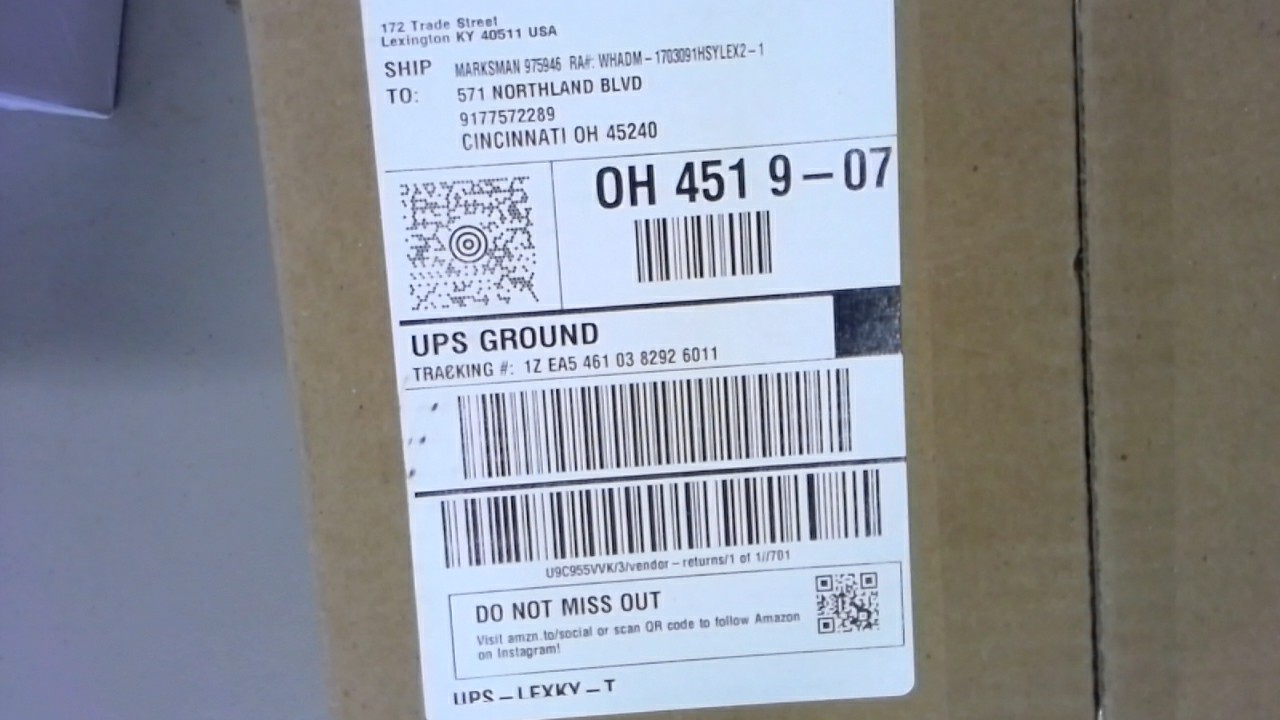 172 Trade Street
Lexington KY 40511 USA
SHIP TO:
MARKSMAN 975946 RA#: WHADM-1703091HSYLEX2-1
571 NORTHLAND BLVD
9177572289
CINCINNATI OH 45240
OH 451 9-07
UPS GROUND
TRACKING #: 1Z EA5 461 03 8292 6011
U9C955VVK/3/vendor-returns/1 of 1//701
DO NOT MISS OUT
Visit amzn.to/social or scan QR code to follow Amazon
on Instagram!
UPS-LEXKY-T